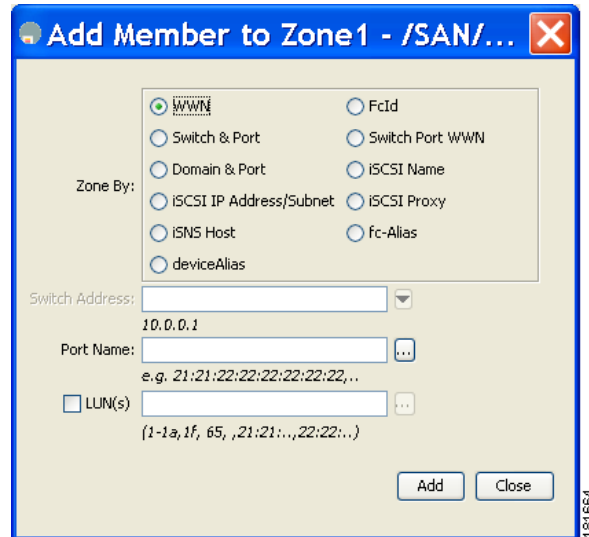 Add Member to Zone1 - /SAN/...
Zone By:
WWN
FcId
Switch & Port
Switch Port WWN
Domain & Port
iSCSI Name
iSCSI IP Address/Subnet
iSCSI Proxy
iSNS Host
fc-Alias
deviceAlias
Switch Address:
10.0.0.1
Port Name:
...
e.g. 21:21:22:22:22:22:22:22,..
LUN(s)
...
(1-1a,1f, 65, ,21:21:..,22:22:..)
Add
Close
181664